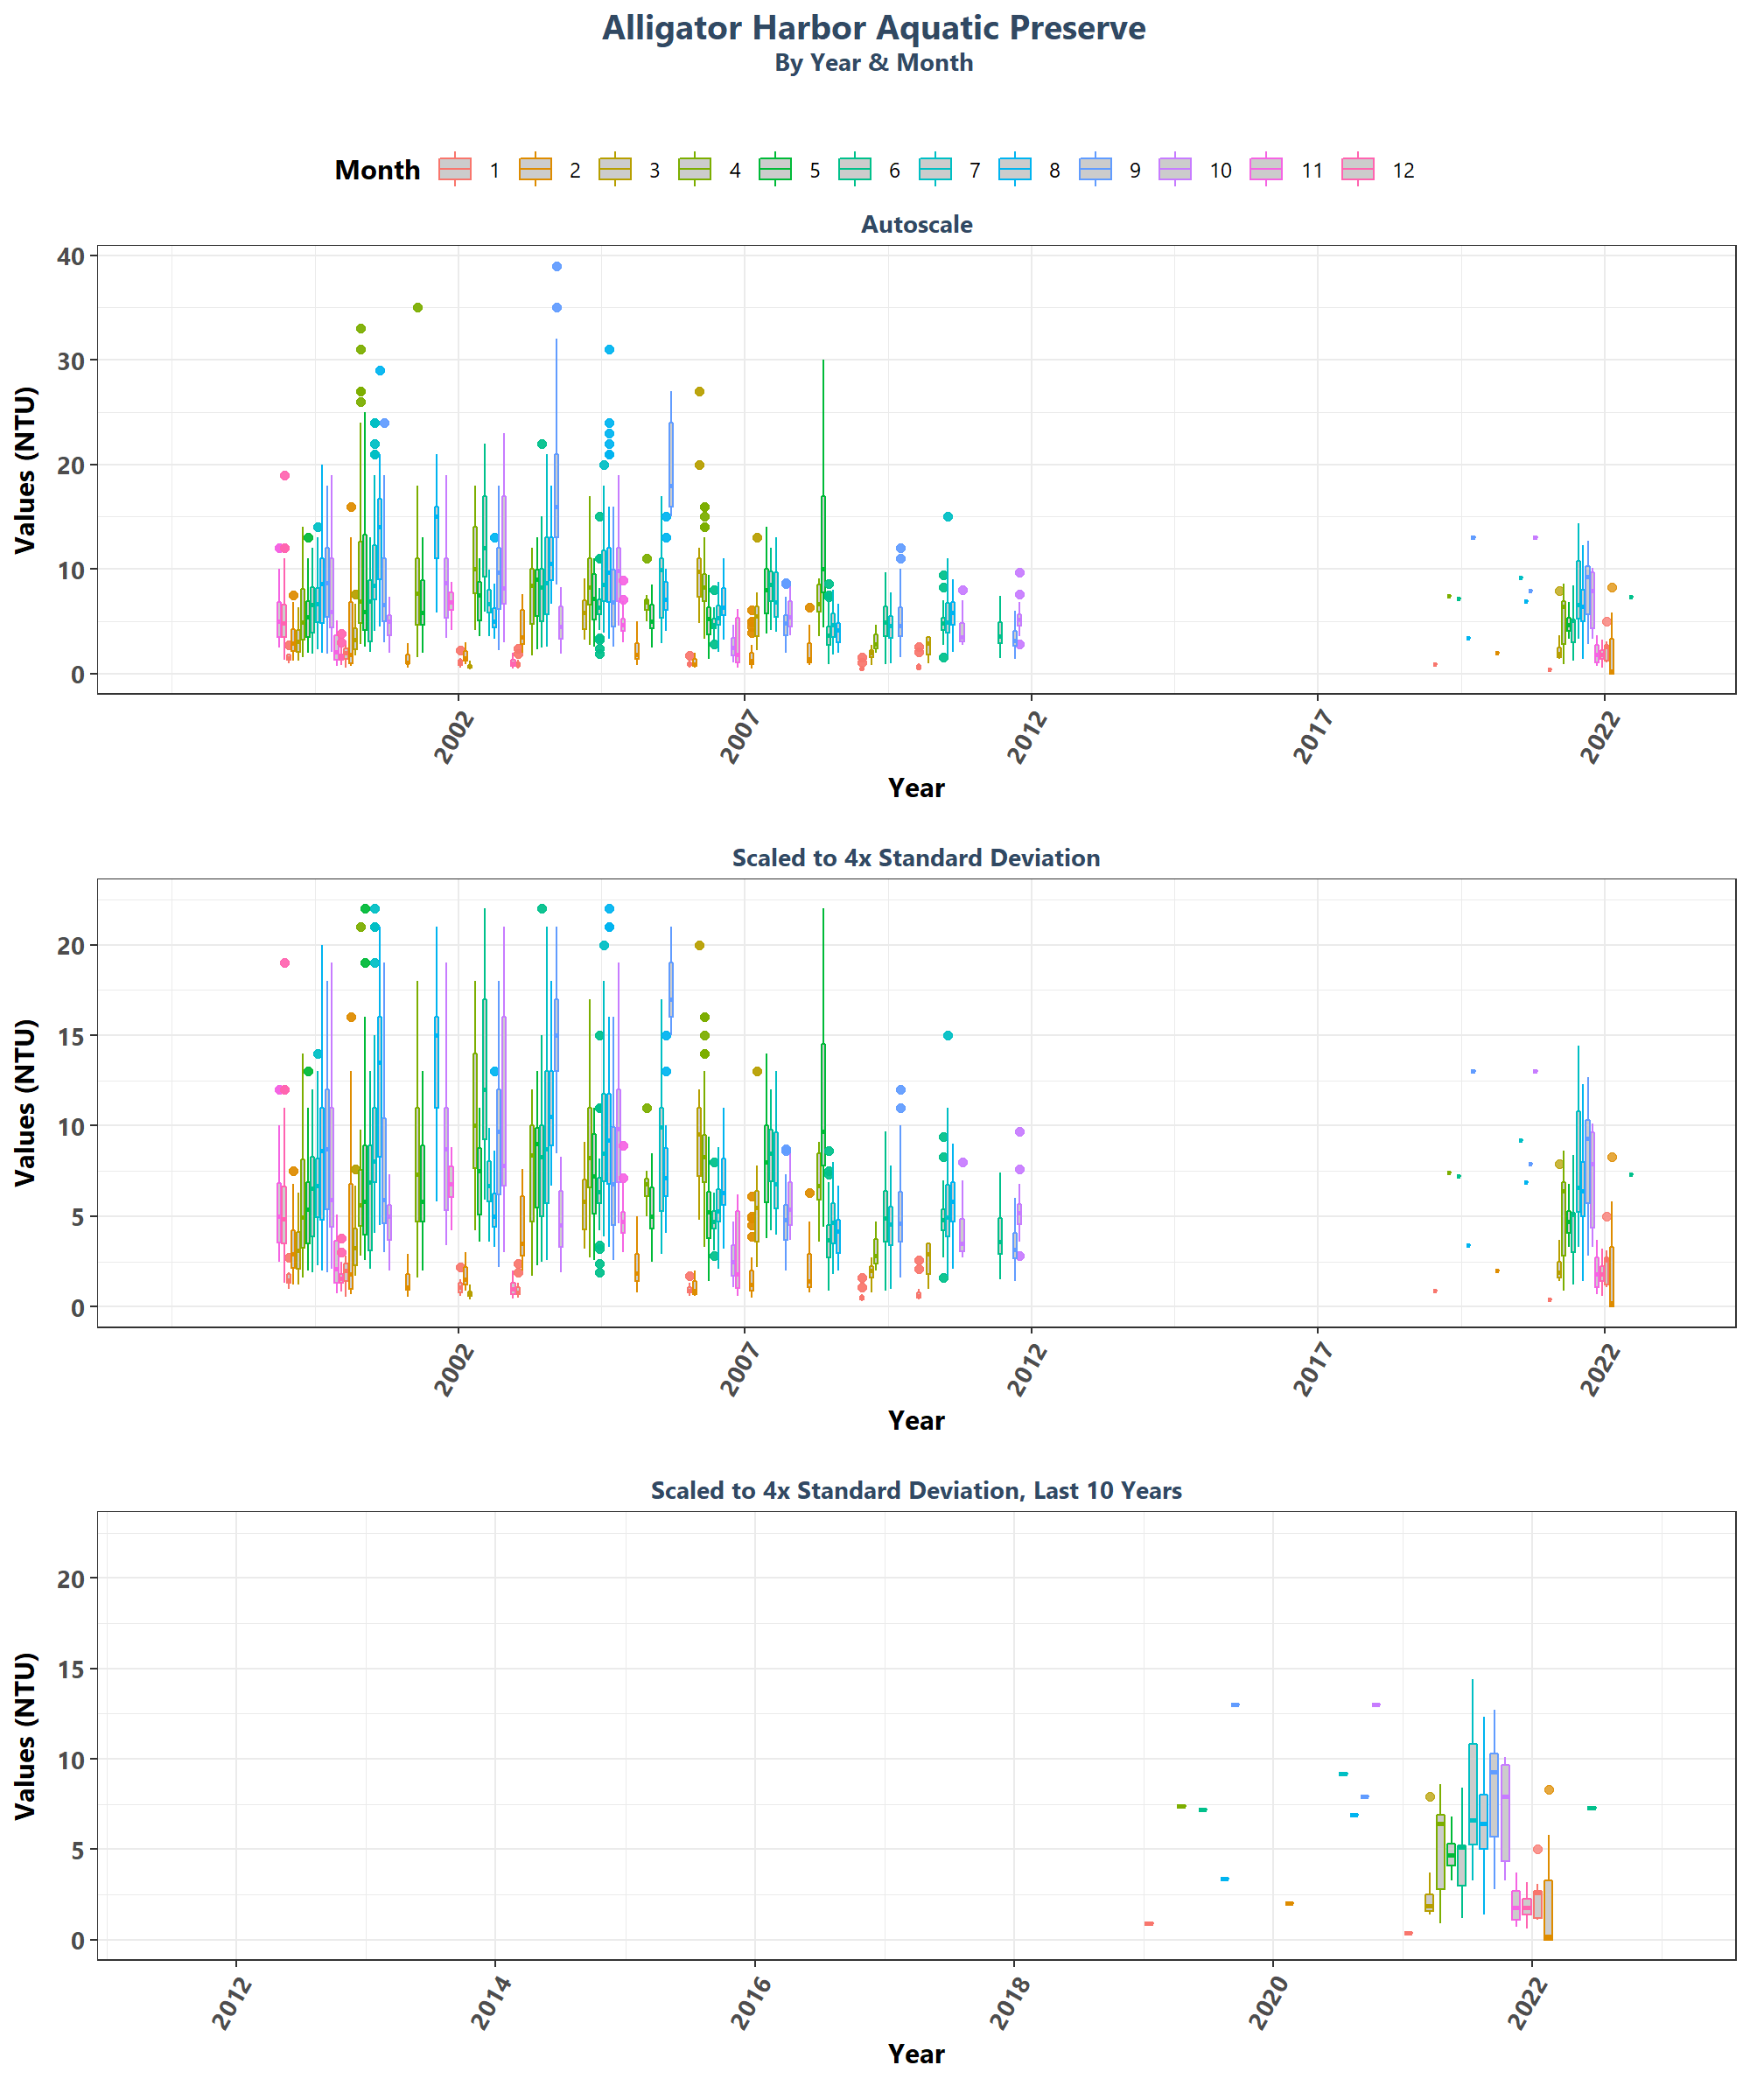 Alligator Harbor Aquatic Preserve
By Year & Month
Month 1 2 3 4 5 6 7 8 9 10 11 12
Autoscale
Values (NTU)
40
30
20
10
0
2002 2007 2012 2017 2022
Year
Scaled to 4x Standard Deviation
Values (NTU)
20
15
10
5
0
2002 2007 2012 2017 2022
Year
Scaled to 4x Standard Deviation, Last 10 Years
Values (NTU)
20
15
10
5
0
2012 2014 2016 2018 2020 2022
Year